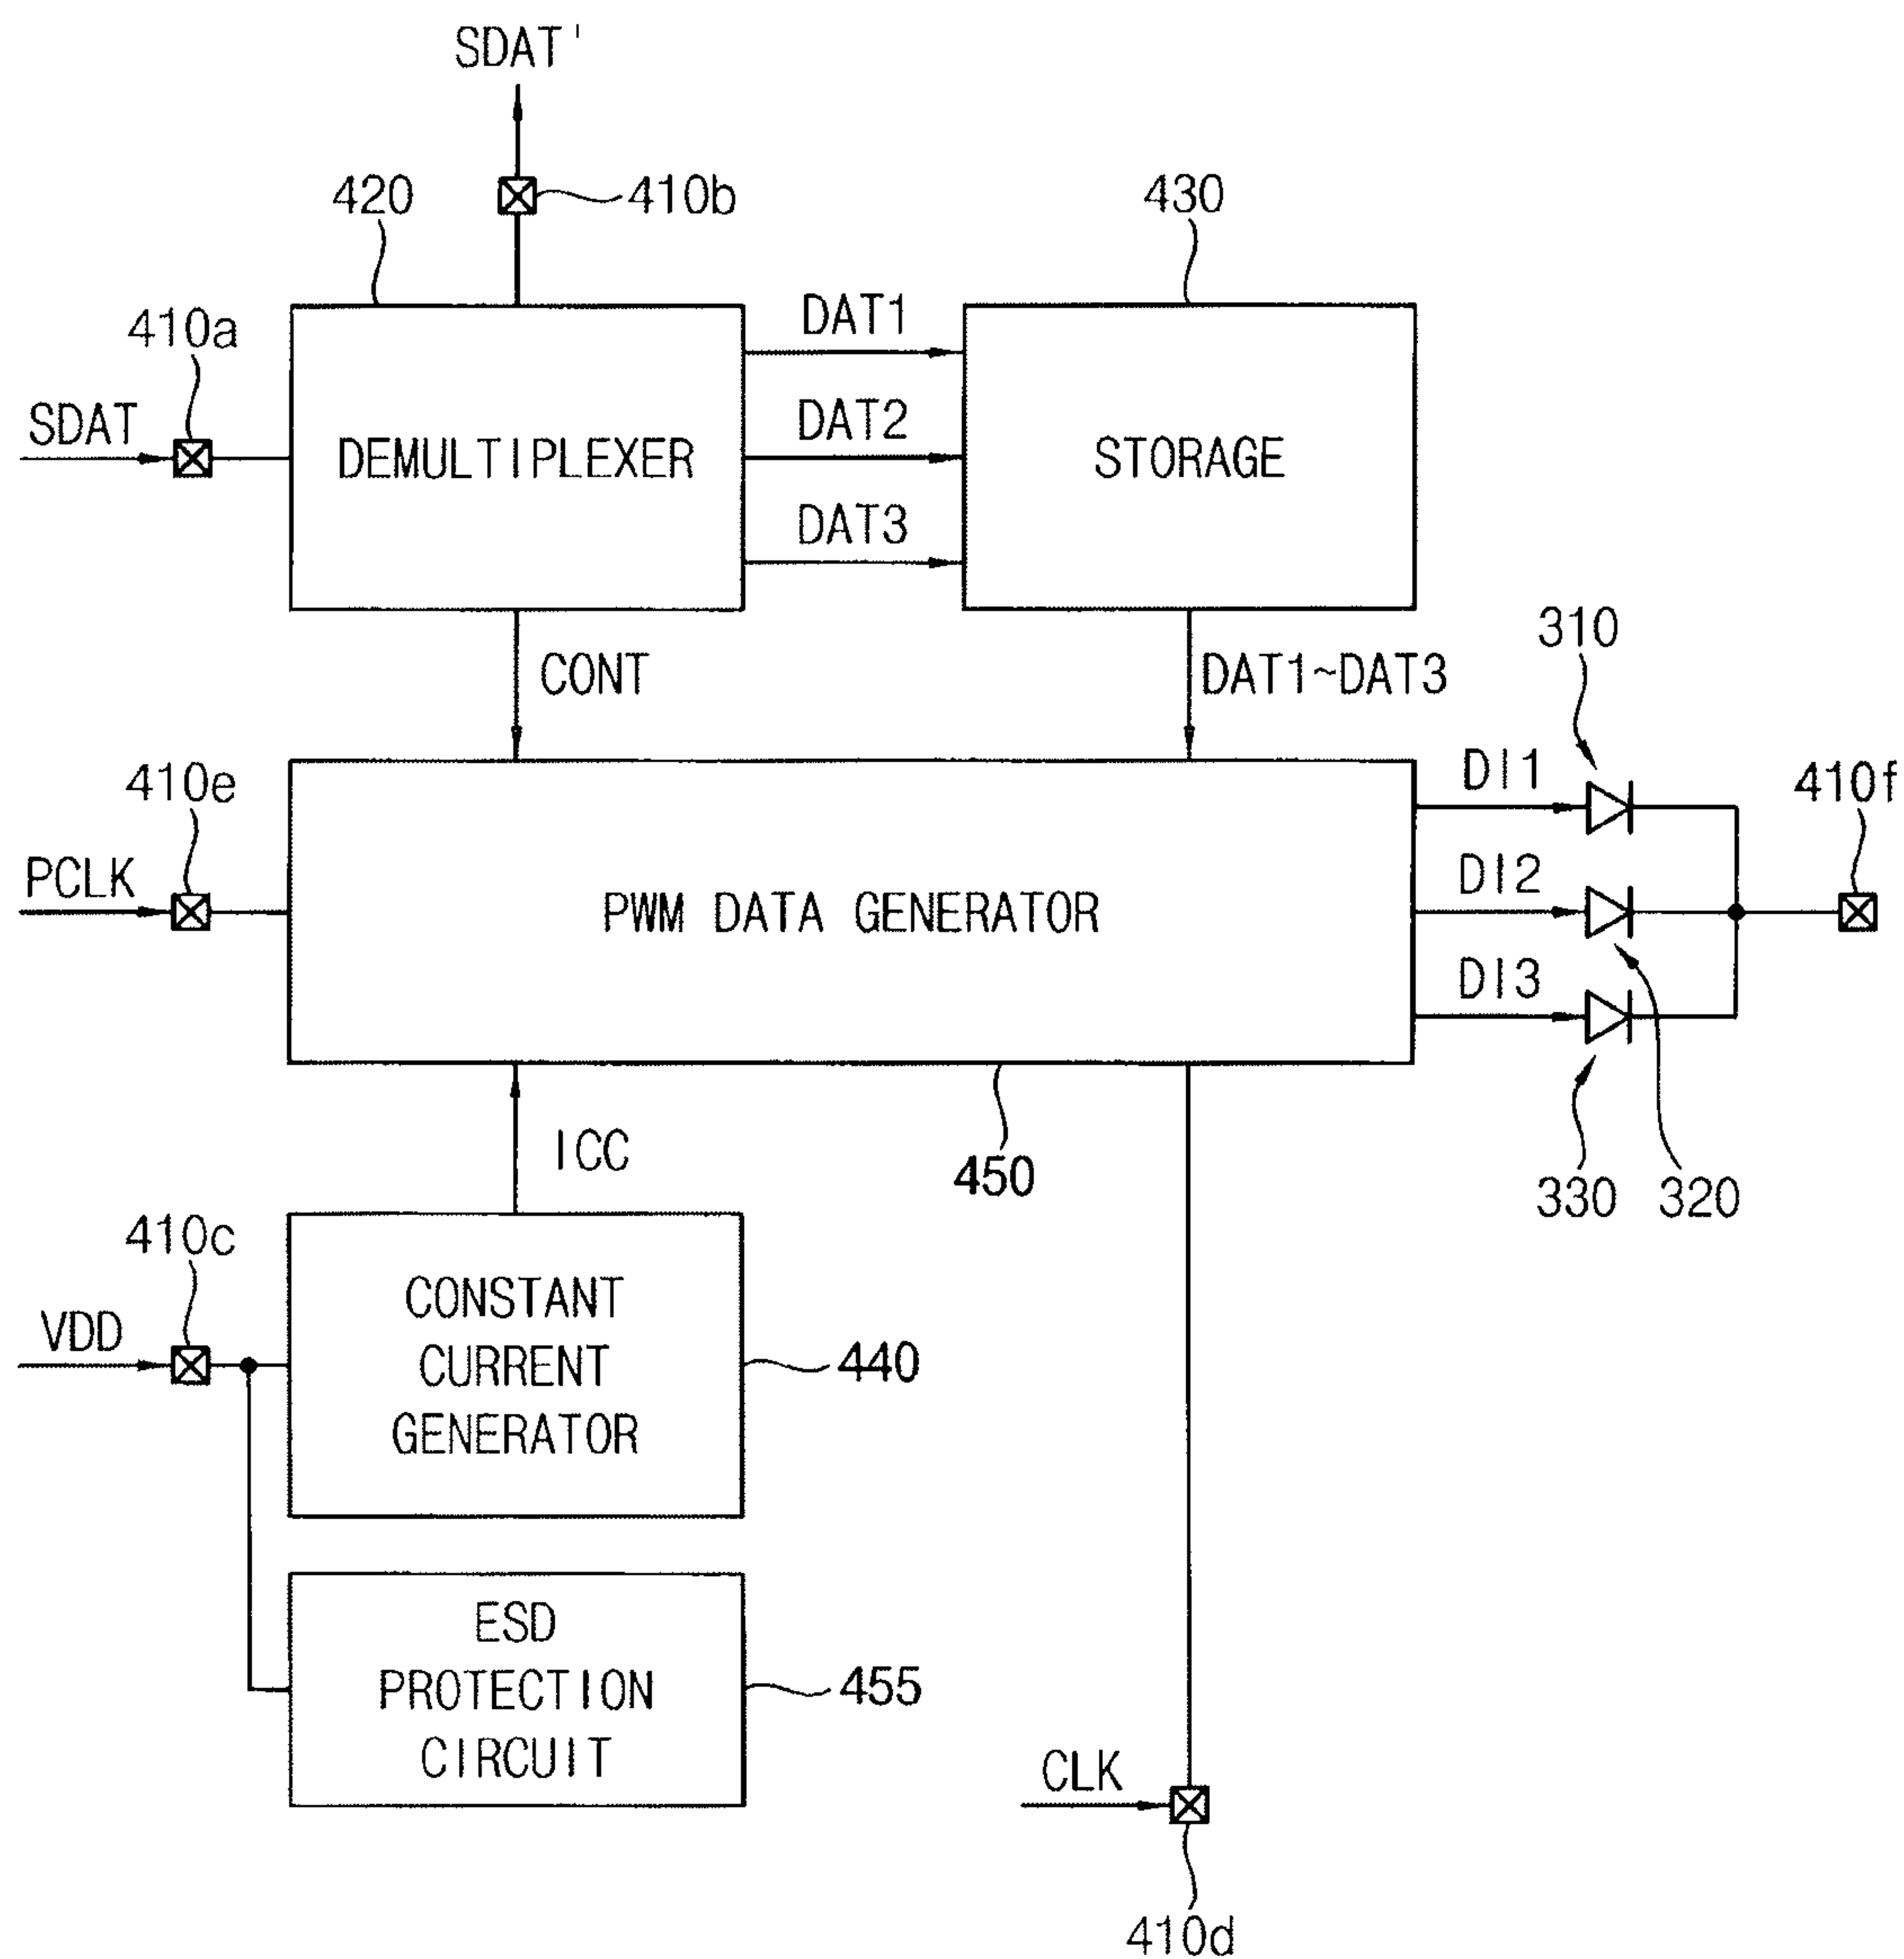 SDAT'
420
410b
430
410a
DAT1
SDAT
DEMULTIPLEXER
DAT2
STORAGE
DAT3
310
CONT
DAT1~DAT3
410e
DI1
410f
PCLK
PWM DATA GENERATOR
DI2
DI3
ICC
450
330
320
410c
VDD
CONSTANT
CURRENT
GENERATOR
440
ESD
PROTECTION
CIRCUIT
455
CLK
410d